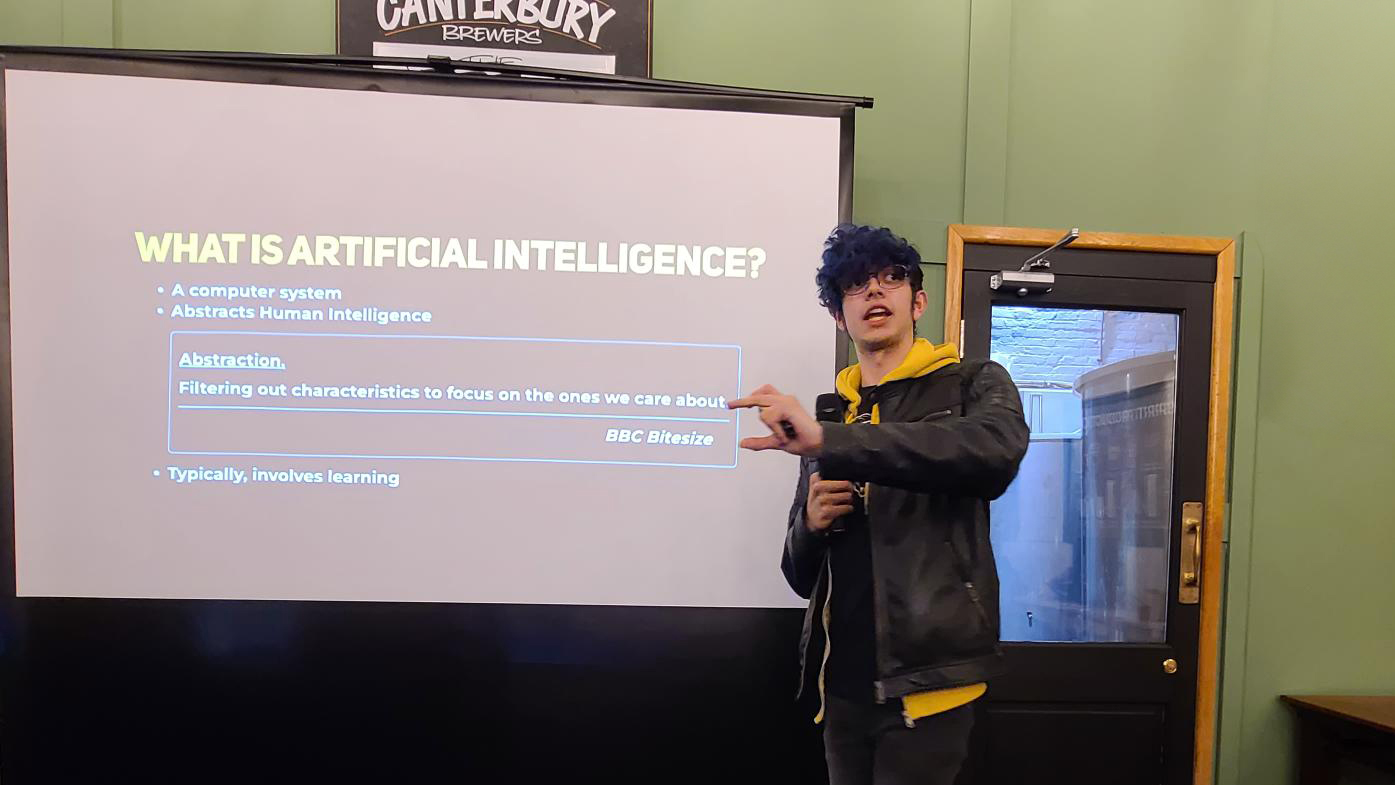 CANTERBURY
BREWERS
WHAT IS ARTIFICIAL INTELLIGENCE?
• A computer system
• Abstracts Human Intelligence
Abstraction.
Filtering out characteristics to focus on the ones we care about
BBC Bitesize
• Typically, involves learning